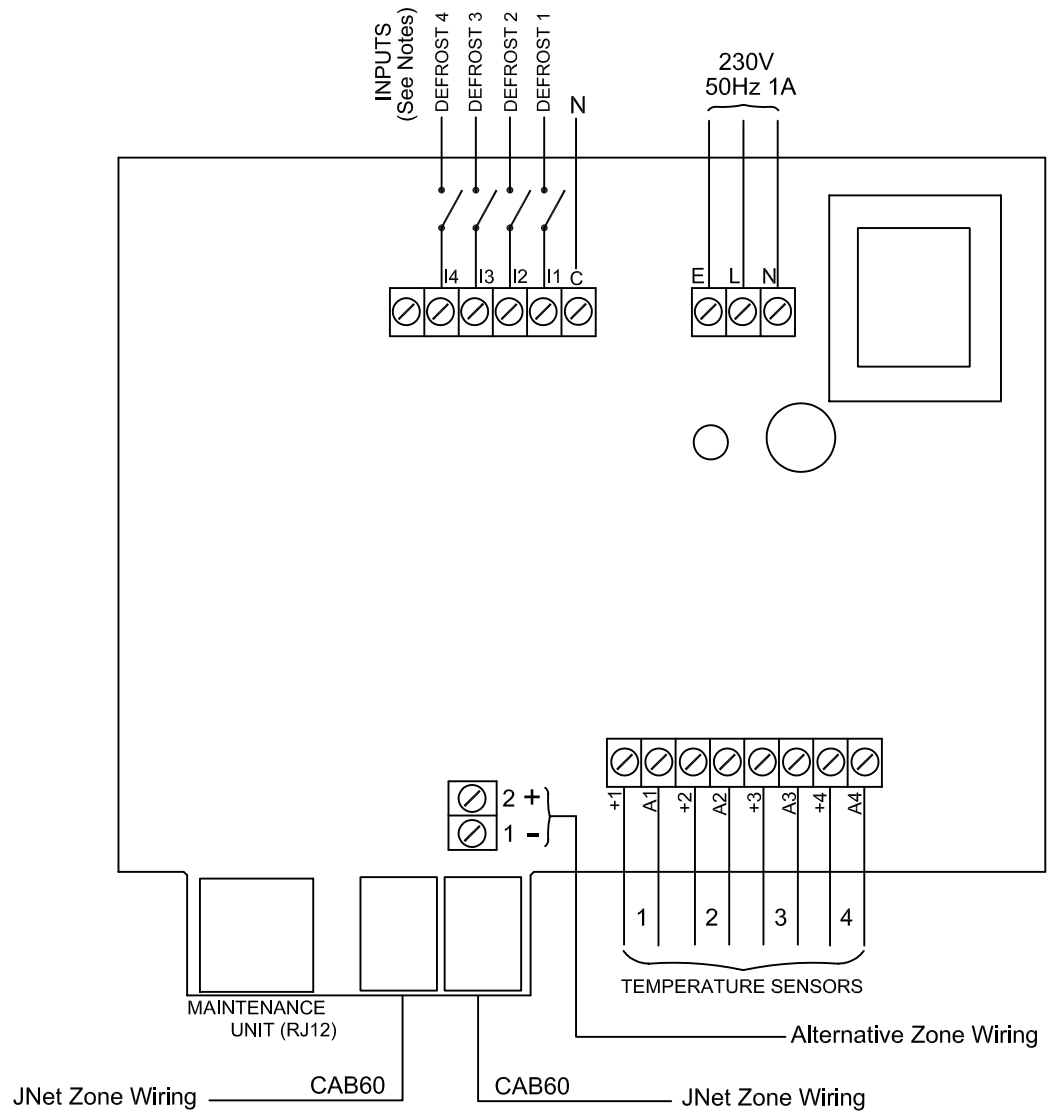 INPUTS
(See Notes)
DEFROST 4
DEFROST 3
DEFROST 2
DEFROST 1
N
230V
50Hz 1A
I4
I3
I2
I1
C
E
L
N
2 +
1 -
+1
A1
+2
A2
+3
A3
+4
A4
1
2
3
4
TEMPERATURE SENSORS
MAINTENANCE
UNIT (RJ12)
Alternative Zone Wiring
JNet Zone Wiring
CAB60
CAB60
JNet Zone Wiring